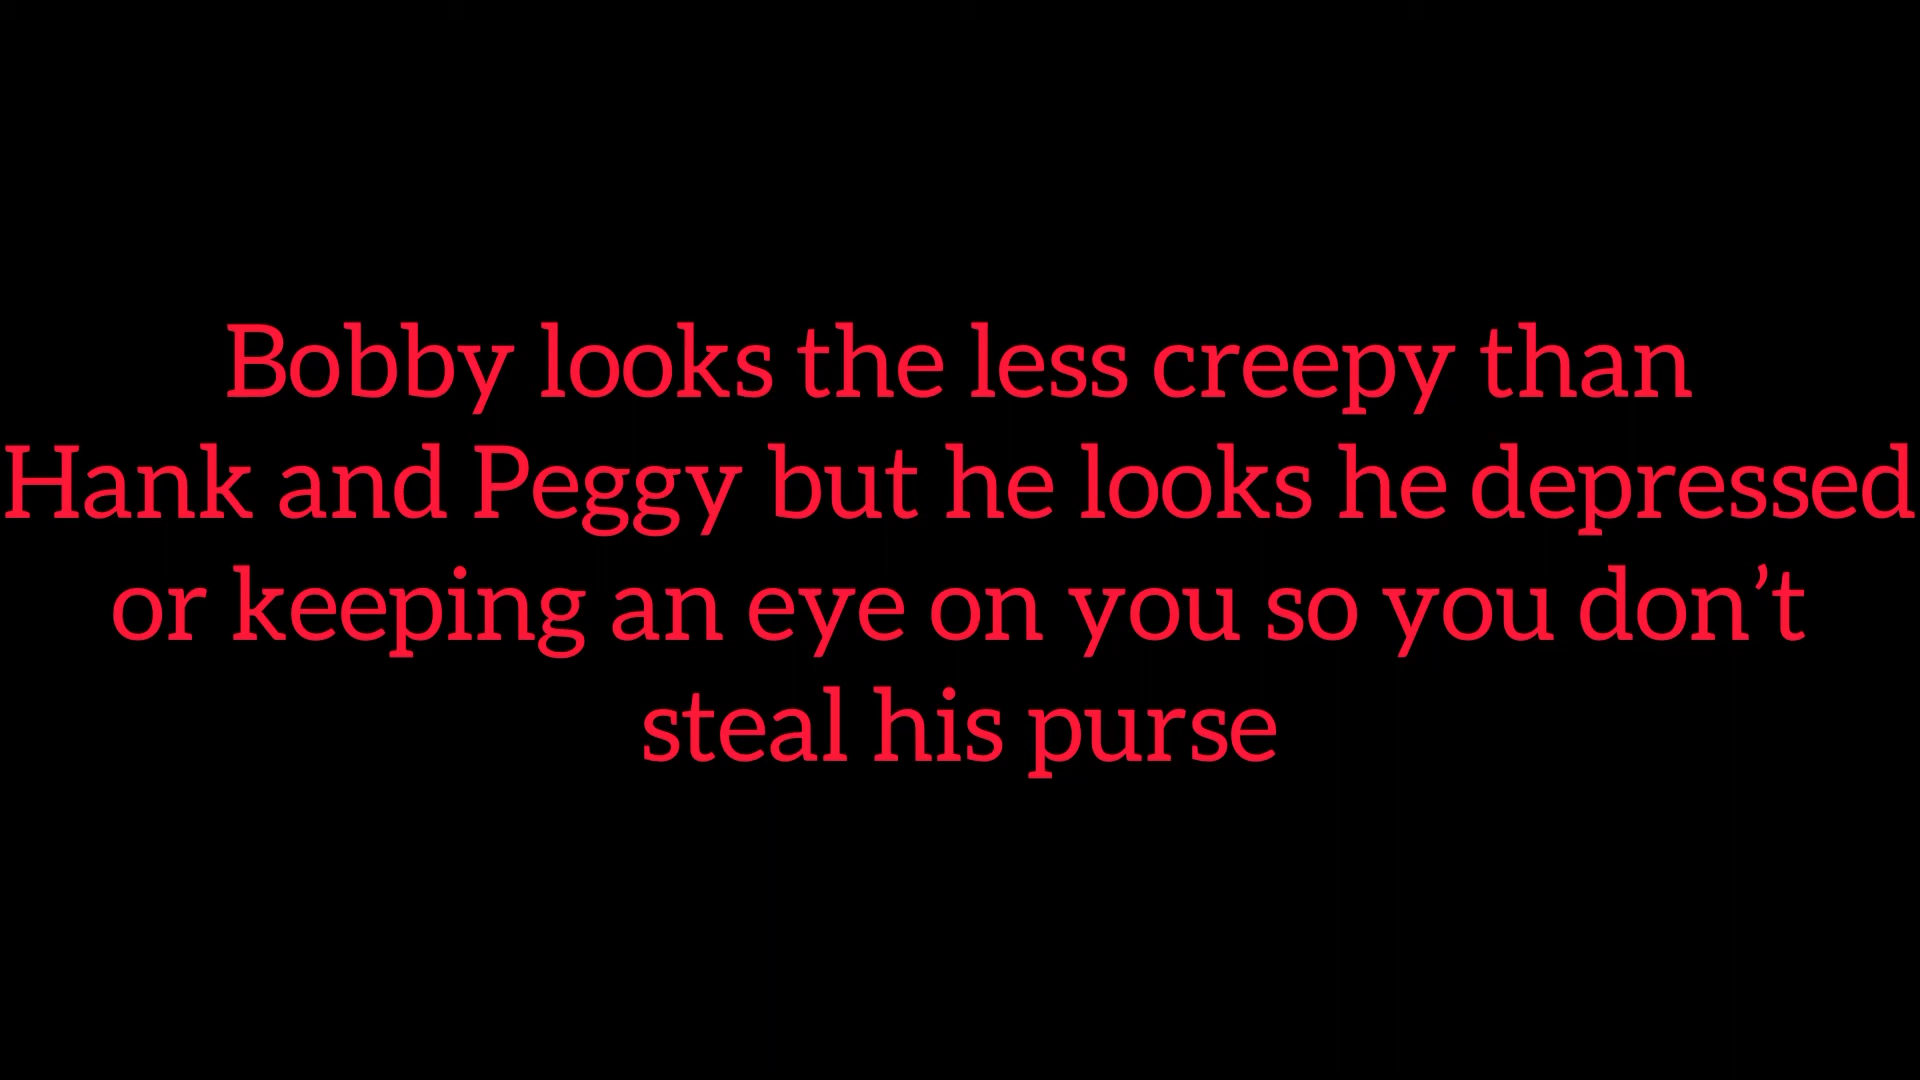 Bobby looks the less creepy than
Hank and Peggy but he looks he depressed
or keeping an eye on you so you don’t
steal his purse